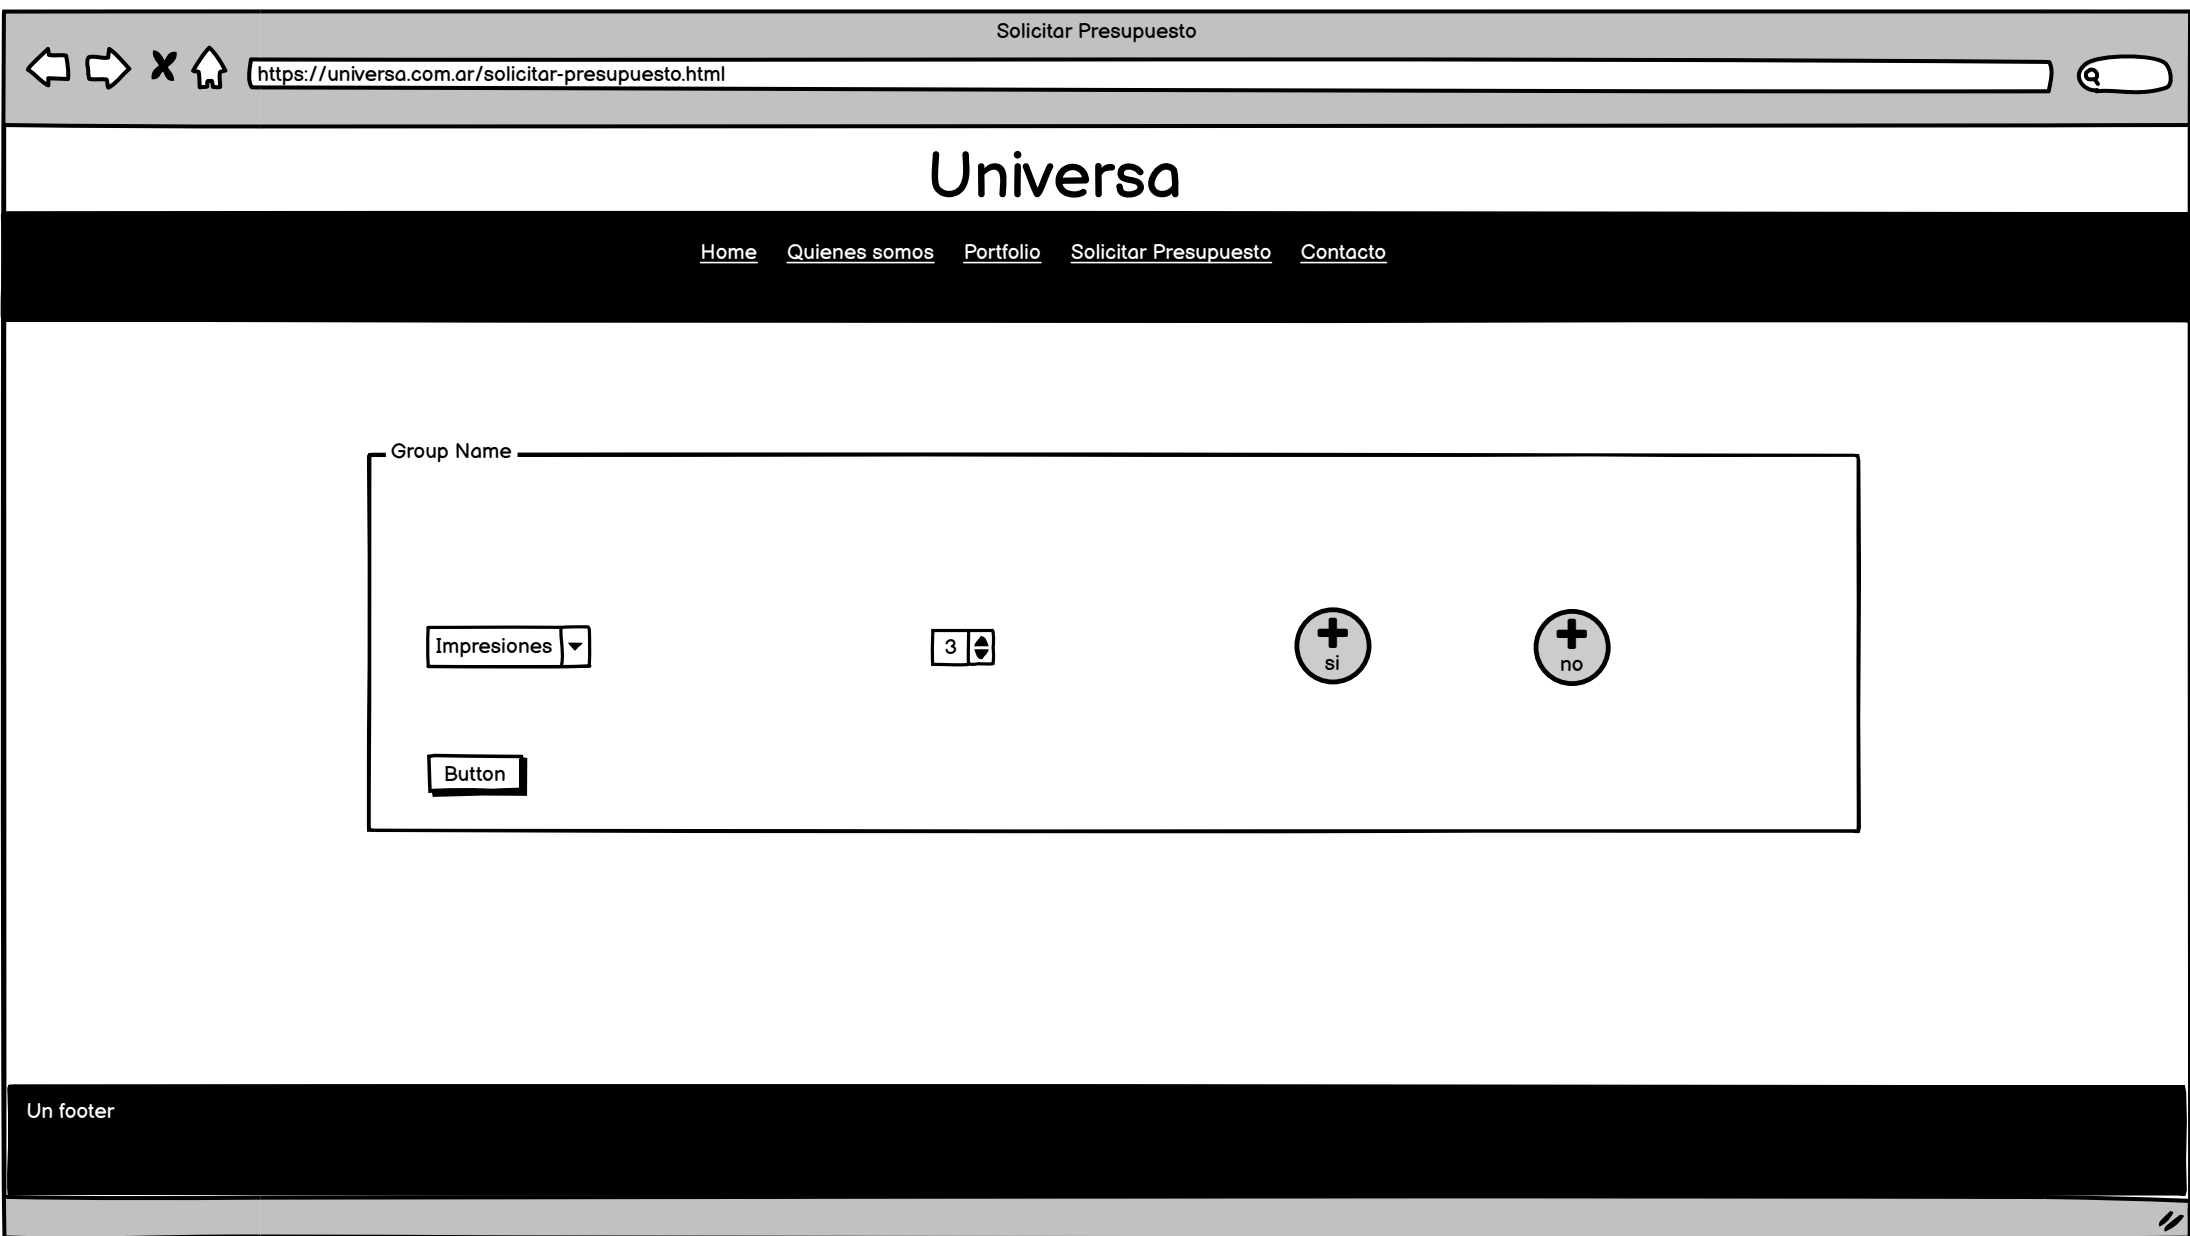 Solicitar Presupuesto
https://universa.com.ar/solicitar-presupuesto.html
Universa
Home Quienes somos Portfolio Solicitar Presupuesto Contacto
Group Name
Impresiones 3 si no
Button
Un footer